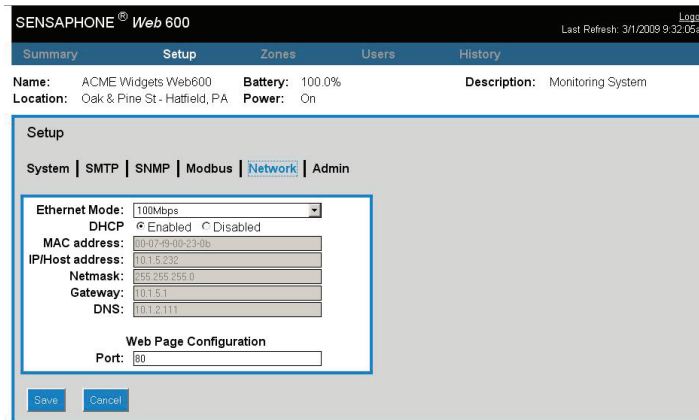 SENSAPHONE ® Web 600
Last Refresh: 3/1/2009 9:32:05a
Summary Setup Zones Users History
Name: ACME Widgets Web600 Battery: 100.0% Description: Monitoring System
Location: Oak & Pine St - Hatfield, PA Power: On
Setup
System | SMTP | SNMP | Modbus | Network | Admin
Ethernet Mode: 100Mbps
DHCP Enabled Disabled
MAC address: 00-07-f9-00-23-0b
IP/Host address: 10.1.5.232
Netmask: 255.255.255.0
Gateway: 10.1.5.1
DNS: 10.1.2.111
Web Page Configuration
Port: 80
Save Cancel